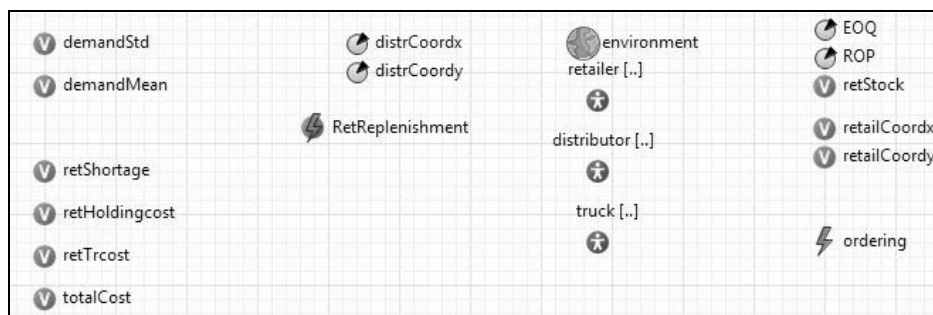 demandStd
demandMean
retShortage
retHoldingcost
retTrcost
totalCost
distrCoordx
distrCoordy
RetReplenishment
environment
retailer [..]
distributor [..]
truck [..]
EOQ
ROP
retStock
retailCoordx
retailCoordy
ordering